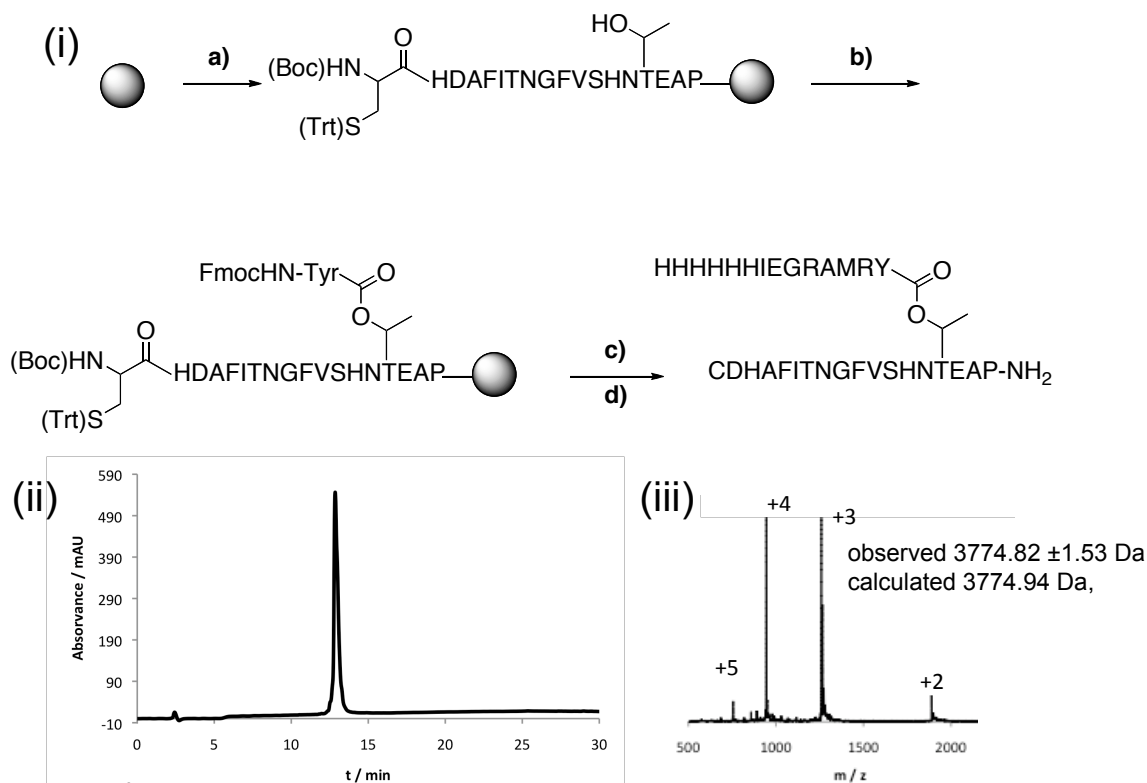 (i)
a)
(Boc)HN
O
HDAFITNGFVSHNTEAP
HO
(Trt)S
b)
FmocHN-Tyr
O
O
(Boc)HN
O
HDAFITNGFVSHNTEAP
(Trt)S
c)
d)
HHHHHHIEGRAMRY
O
O
CDHAFITNGFVSHNTEAP-NH2
(ii)
590
490
390
290
190
90
-10
Absorvance / mAU
0 5 10 15 20 25 30
t / min
(iii)
+4
+3
observed 3774.82 ±1.53 Da
calculated 3774.94 Da,
+5
+2
500 1000 1500 2000
m / z